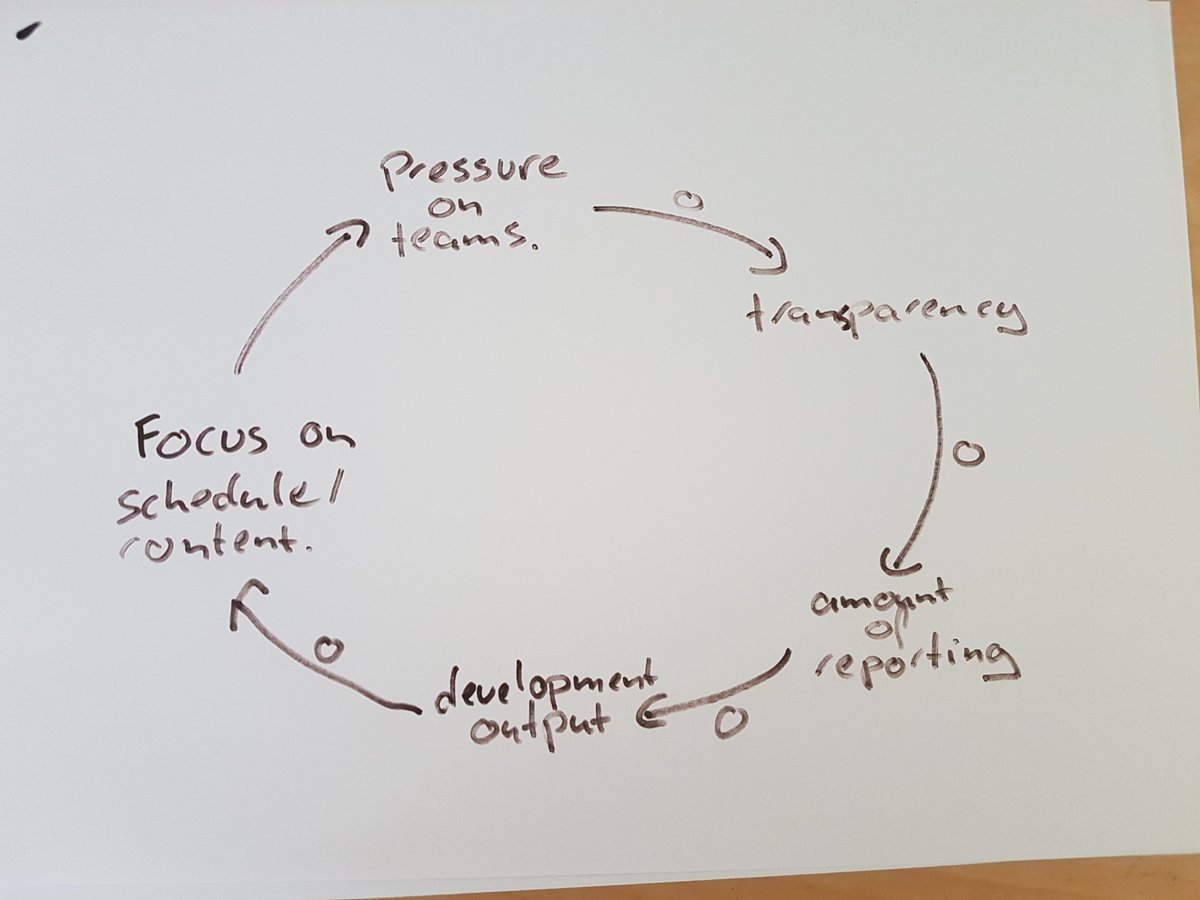 Pressure
on
teams.
O
transparency
O
amount
of
reporting
O
development
output
O
Focus on
schedule/
content.